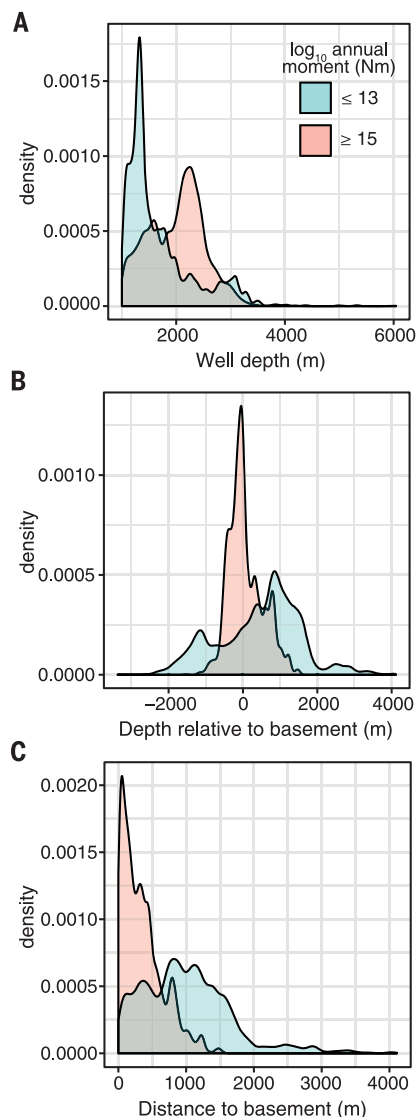 A
log10 annual
moment (Nm)
≤ 13
≥ 15
0.0015
0.0010
0.0005
0.0000
density
2000 4000 6000
Well depth (m)
B
0.0010
0.0005
0.0000
density
−2000 0 2000 4000
Depth relative to basement (m)
C
0.0020
0.0015
0.0010
0.0005
0.0000
density
0 1000 2000 3000 4000
Distance to basement (m)